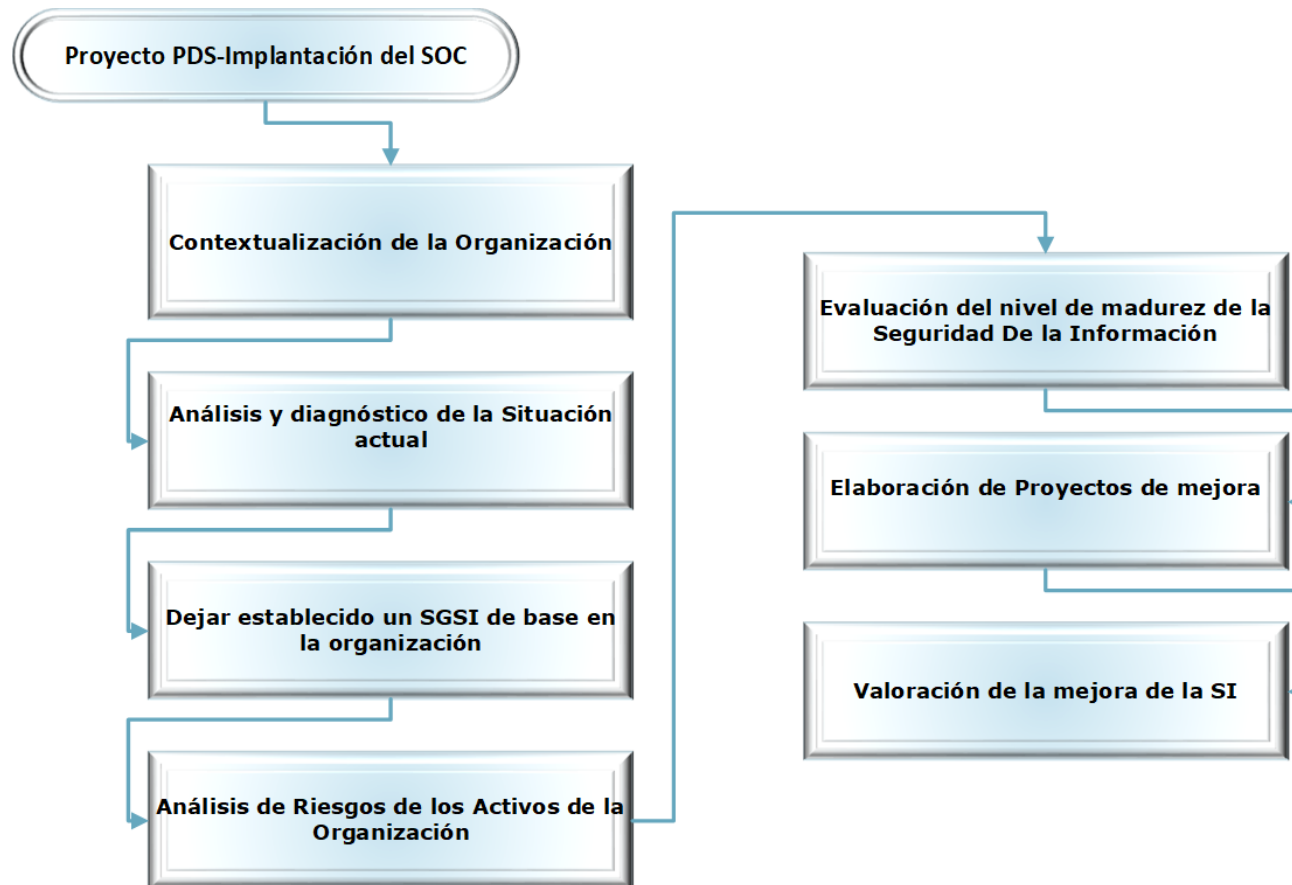 Proyecto PDS-Implantación del SOC
Contextualización de la Organización
Análisis y diagnóstico de la Situación
actual
Dejar establecido un SGSI de base en
la organización
Análisis de Riesgos de los Activos de la
Organización
Evaluación del nivel de madurez de la
Seguridad De la Información
Elaboración de Proyectos de mejora
Valoración de la mejora de la SI